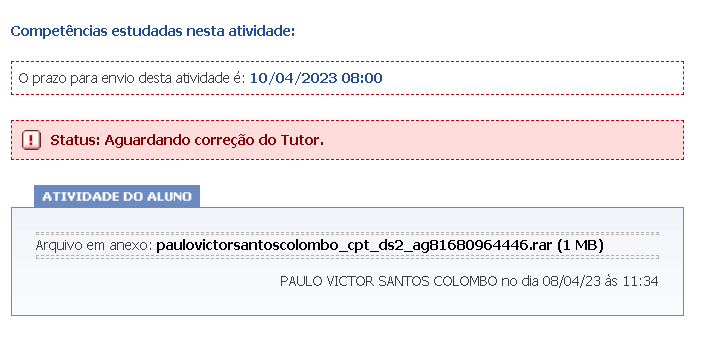 Competências estudadas nesta atividade:
O prazo para envio desta atividade é: 10/04/2023 08:00
Status: Aguardando correção do Tutor.
ATIVIDADE DO ALUNO
Arquivo em anexo: paulovictorsantoscolombo_cpt_ds2_ag81680964446.rar (1 MB)
PAULO VICTOR SANTOS COLOMBO no dia 08/04/23 às 11:34